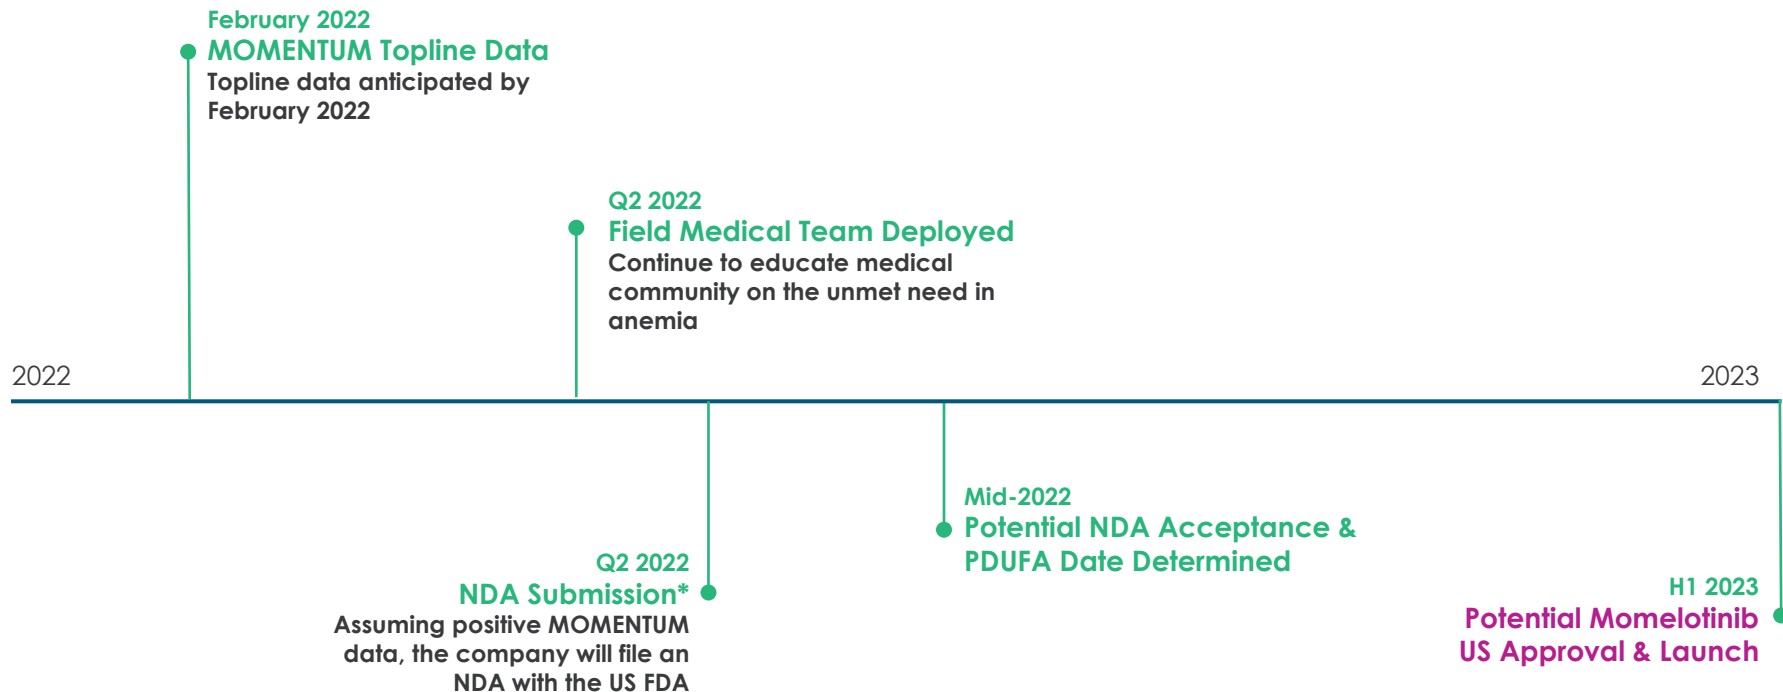 February 2022
MOMENTUM Topline Data
Topline data anticipated by
February 2022
Q2 2022
Field Medical Team Deployed
Continue to educate medical
community on the unmet need in
anemia
2022
2023
Mid-2022
Potential NDA Acceptance &
PDUFA Date Determined
Q2 2022
NDA Submission*
Assuming positive MOMENTUM
data, the company will file an
NDA with the US FDA
H1 2023
Potential Momelotinib
US Approval & Launch